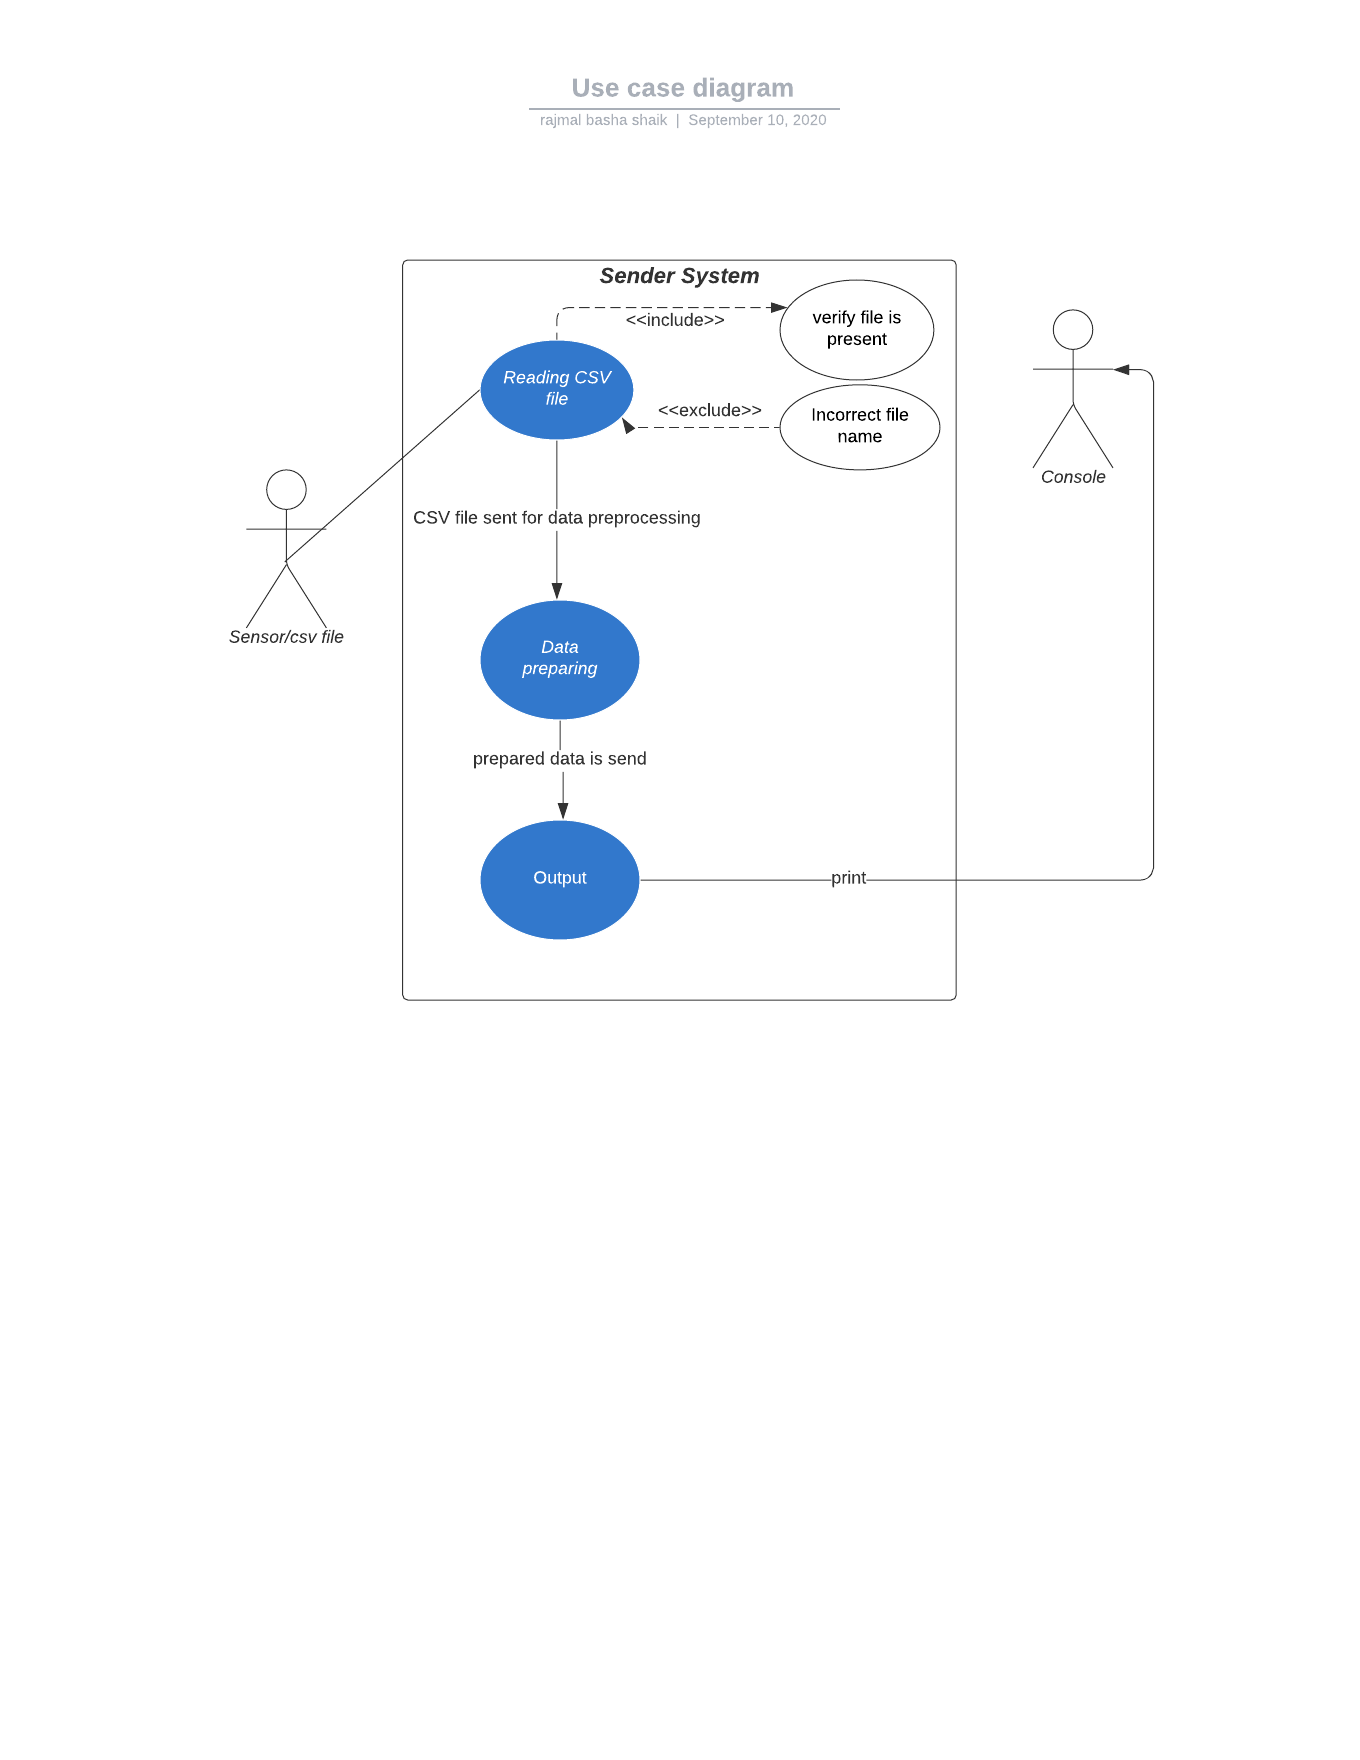 Use case diagram
rajmal basha shaik | September 10, 2020
Sender System
<<include>>
verify file is
present
Reading CSV
file
<<exclude>>
Incorrect file
name
Console
CSV file sent for data preprocessing
Sensor/csv file
Data
preparing
prepared data is send
Output
print